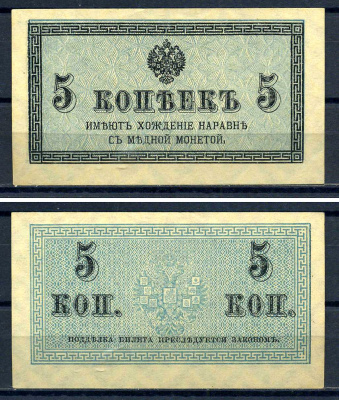 5 КОПѢЕКЪ 5
ИМѢЮТЪ ХОЖДЕНІЕ НАРАВНѢ
СЪ МѢДНОЙ МОНЕТОЙ.
5 5
КОП. КОП.
ПОДДѢЛКА БИЛЕТА ПРЕСЛѢДУЕТСЯ ЗАКОНОМЪ.